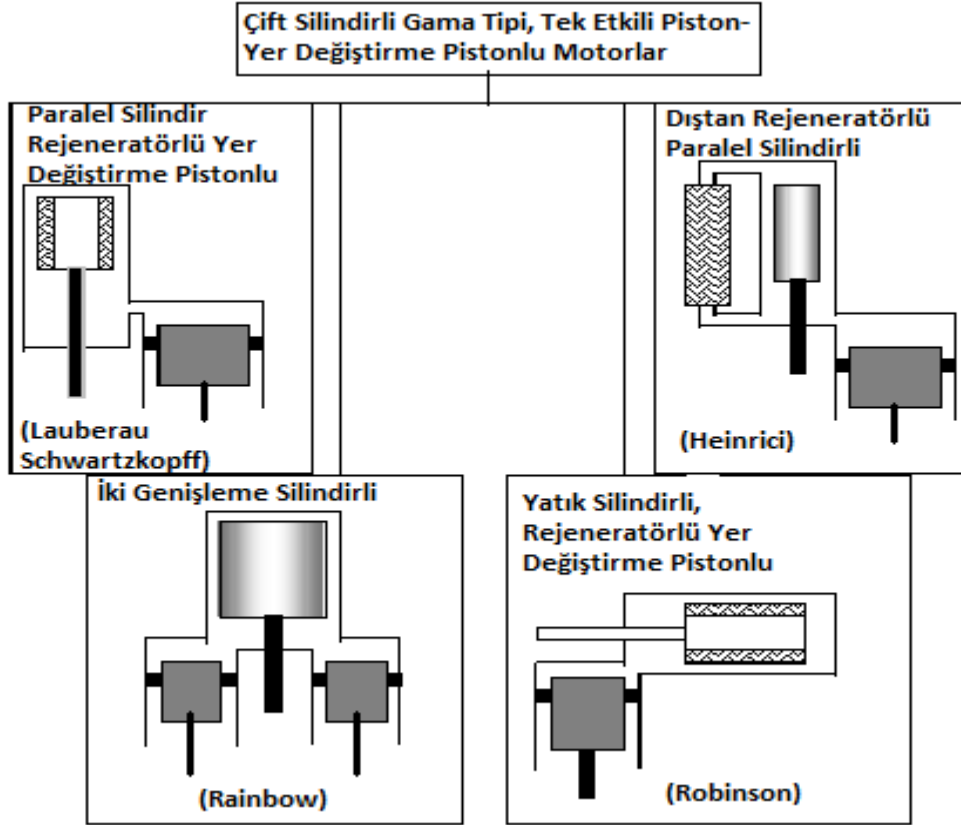 Çift Silindirli Gama Tipi, Tek Etkili Piston-
Yer Değiştirme Pistonlu Motorlar
Paralel Silindir
Rejeneratörlü Yer
Değiştirme Pistonlu
(Lauberau
Schwartzkopff)
Dıştan Rejeneratörlü
Paralel Silindirli
(Heinrici)
İki Genişleme Silindirli
(Rainbow)
Yatık Silindirli,
Rejeneratörlü Yer
Değiştirme Pistonlu
(Robinson)